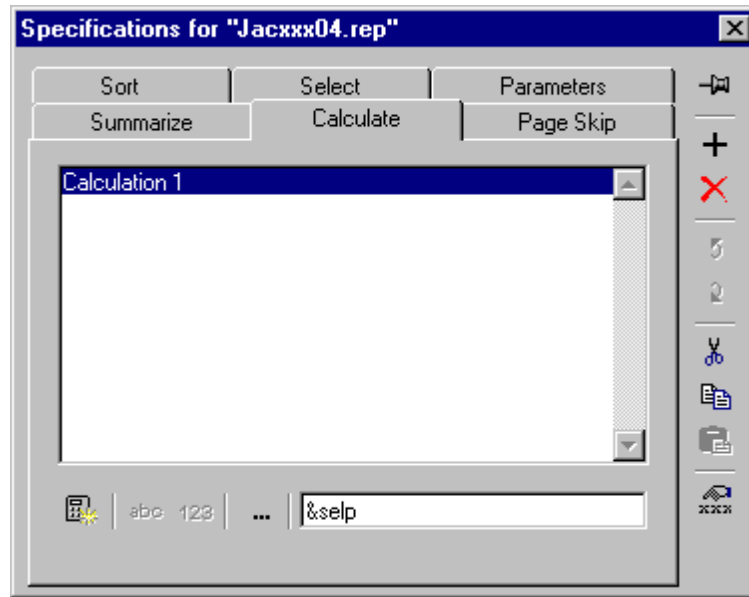 Specifications for "Jacxxx04.rep"
Sort Select Parameters
Summarize Calculate Page Skip
Calculation 1
abc 123 ... &selp
xxx